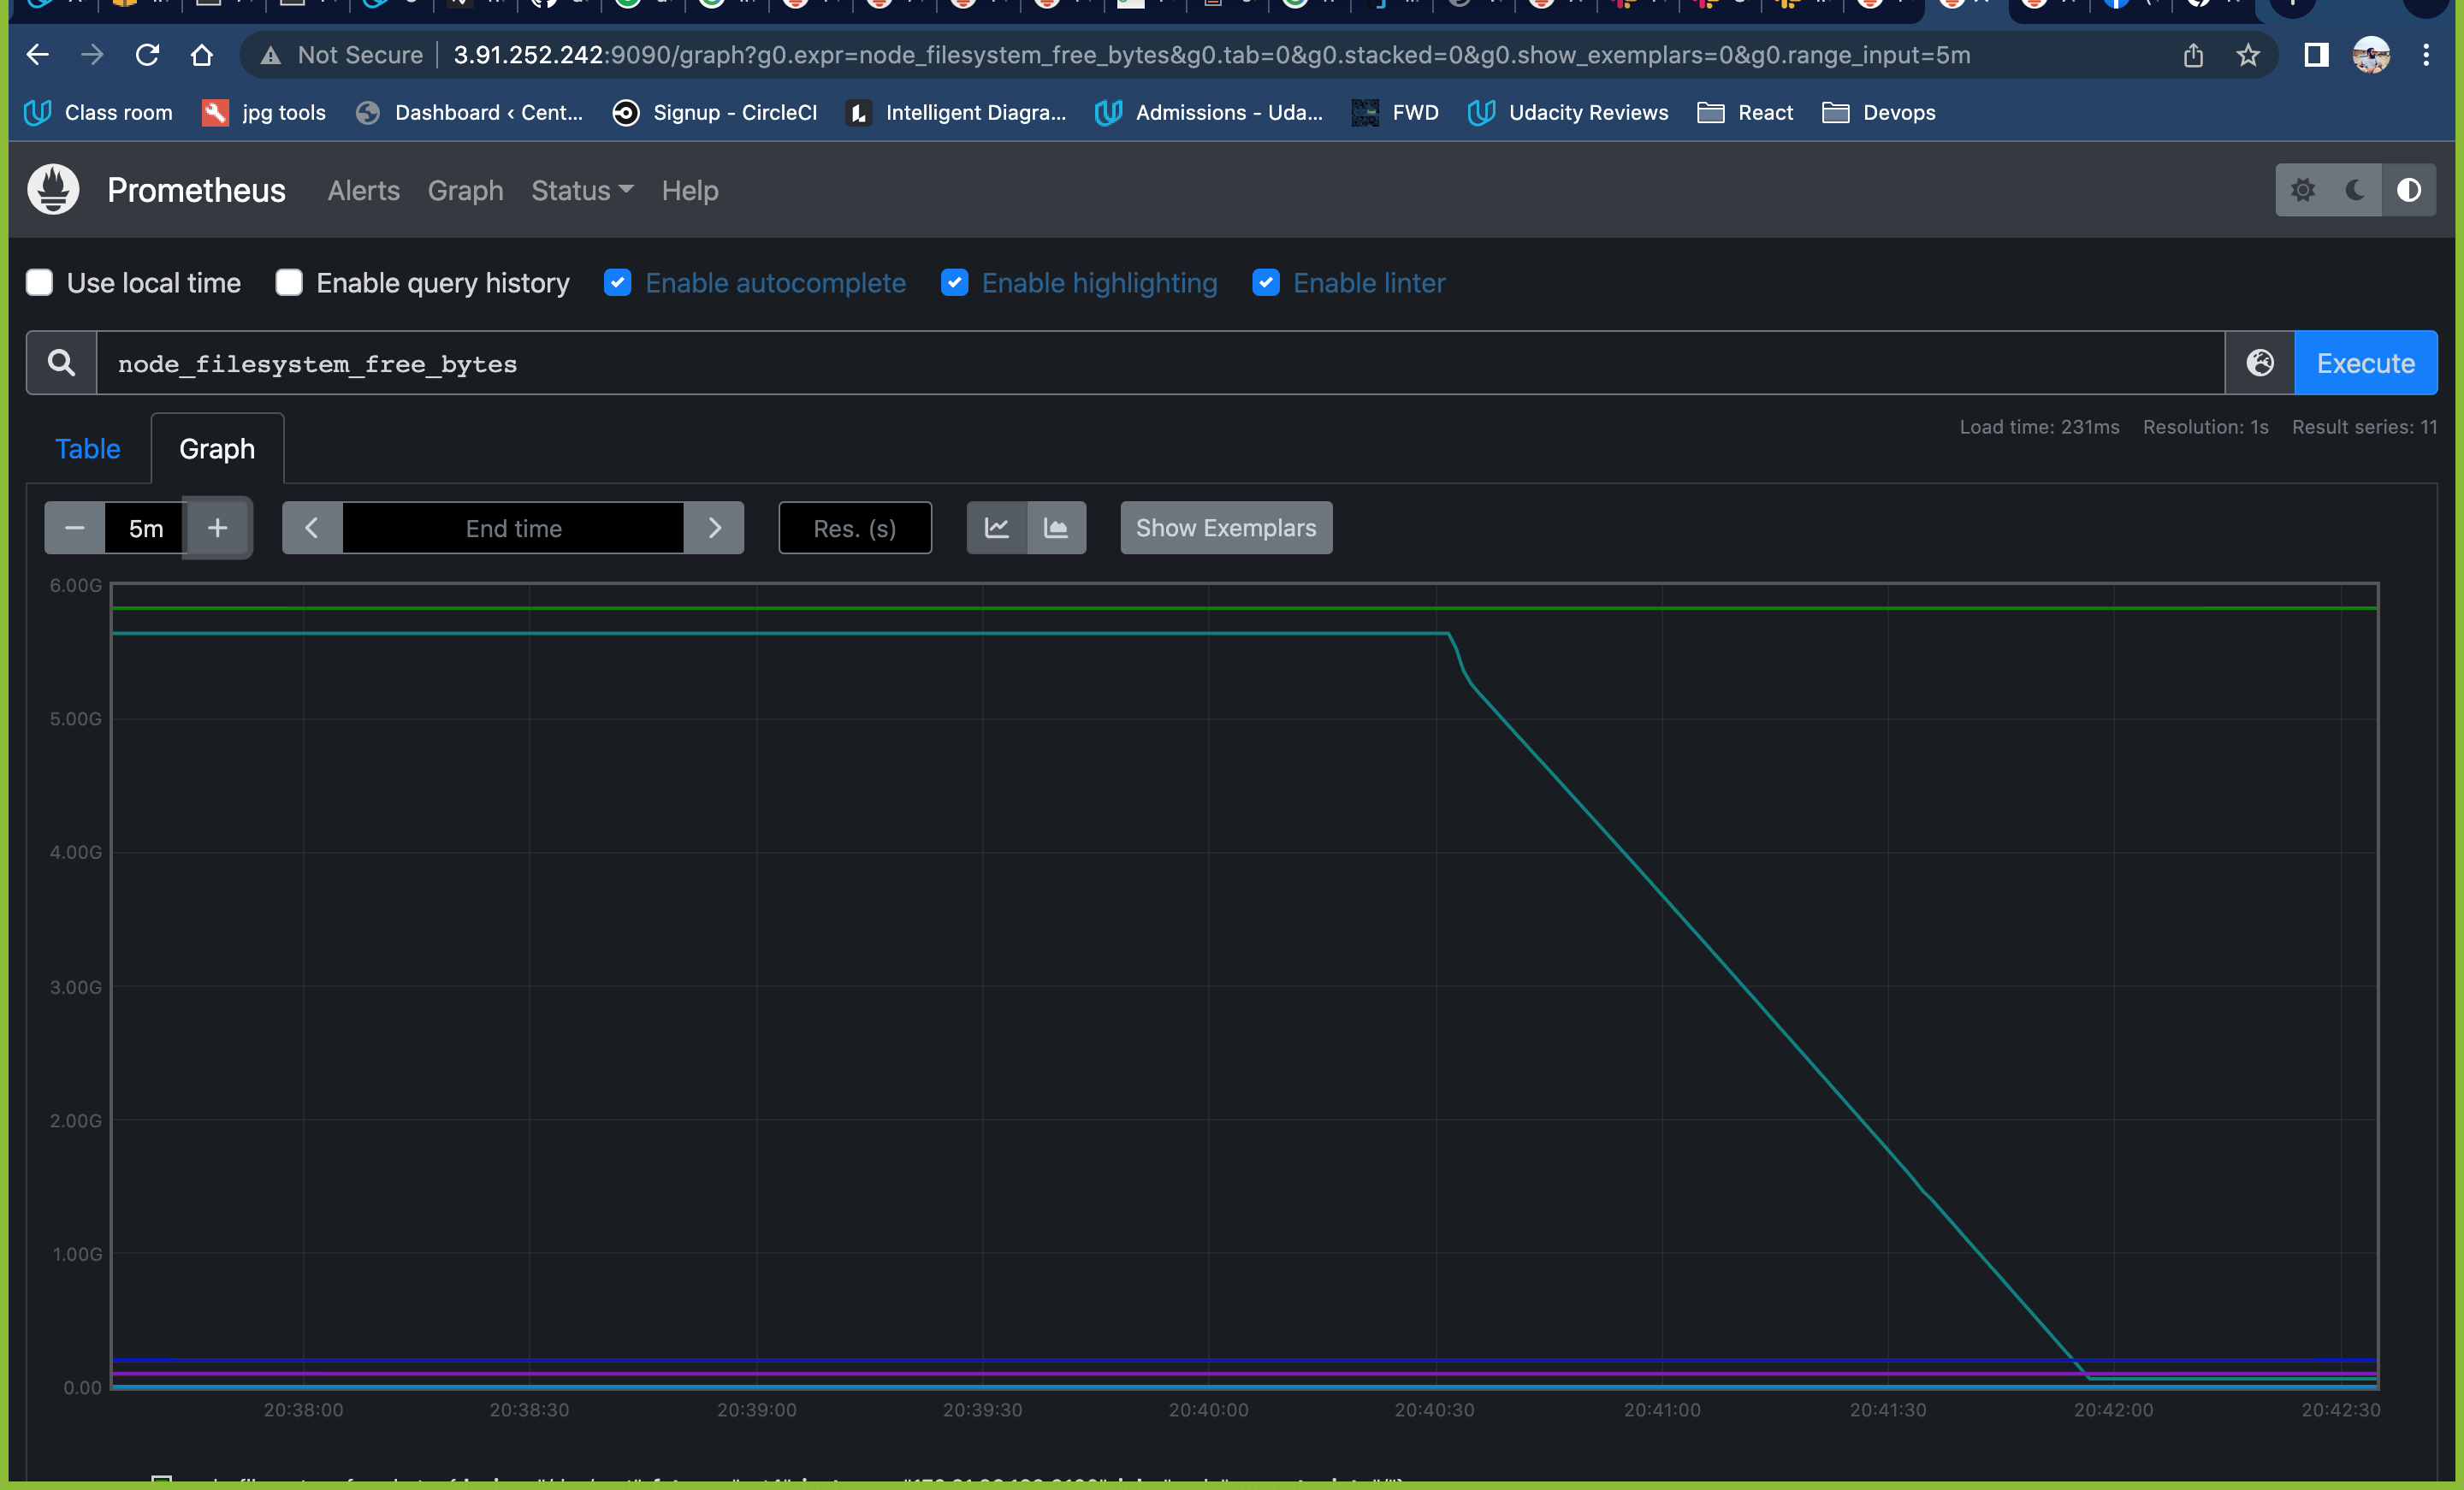 Not Secure 3.91.252.242:9090/graph?g0.expr=node_filesystem_free_bytes&g0.tab=0&g0.stacked=0&g0.show_exemplars=0&g0.range_input=5m
Class room jpg tools Dashboard ‹ Cent... Signup - CircleCI Intelligent Diagra... Admissions - Uda... FWD Udacity Reviews React Devops
Prometheus Alerts Graph Status Help
Use local time Enable query history Enable autocomplete Enable highlighting Enable linter
node_filesystem_free_bytes Execute
Load time: 231ms Resolution: 1s Result series: 11
Table Graph
5m End time Res. (s) Show Exemplars
6.00G
5.00G
4.00G
3.00G
2.00G
1.00G
0.00
20:38:00 20:38:30 20:39:00 20:39:30 20:40:00 20:40:30 20:41:00 20:41:30 20:42:00 20:42:30